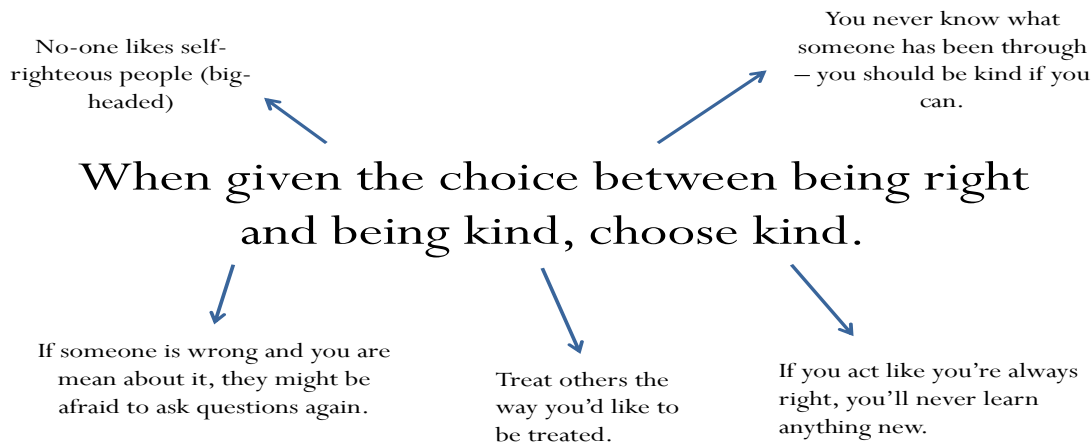 No-one likes self-
righteous people (big-
headed)
You never know what
someone has been through
– you should be kind if you
can.
When given the choice between being right
and being kind, choose kind.
If someone is wrong and you are
mean about it, they might be
afraid to ask questions again.
Treat others the
way you’d like to
be treated.
If you act like you’re always
right, you’ll never learn
anything new.